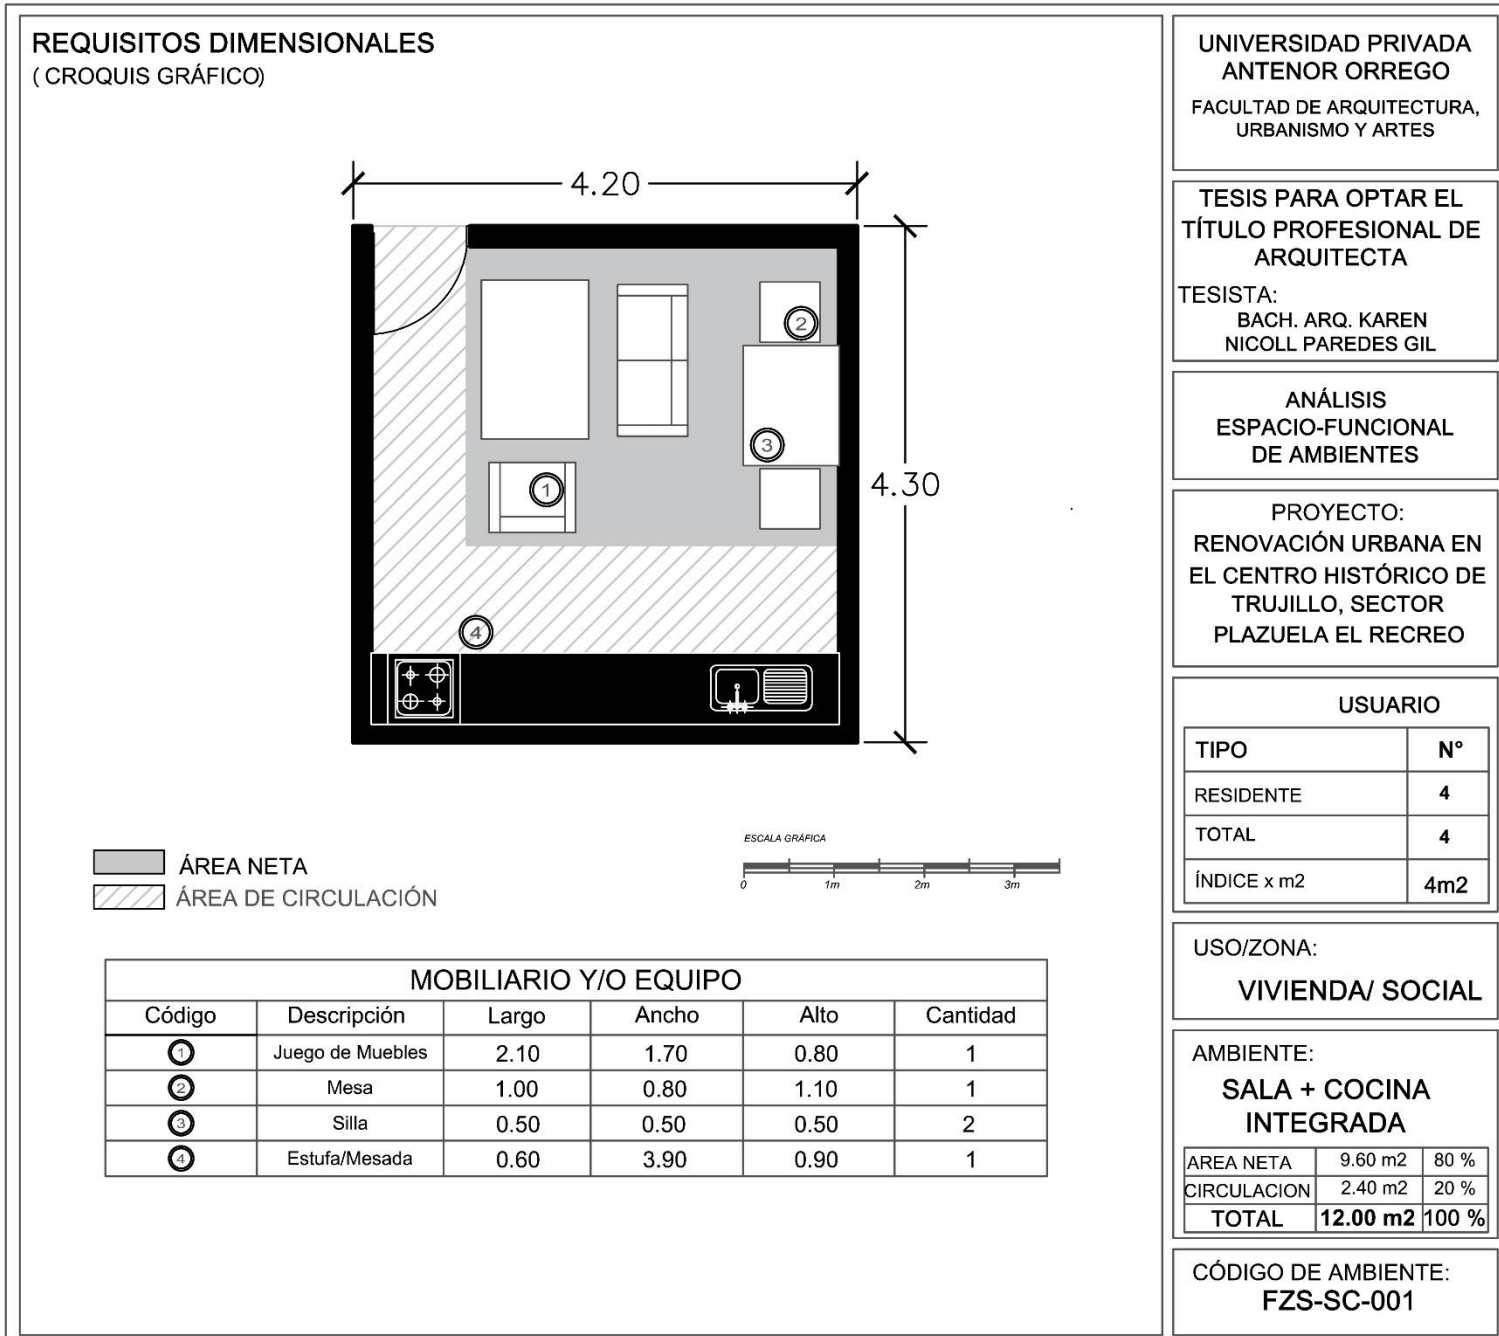 REQUISITOS DIMENSIONALES
( CROQUIS GRÁFICO)
4.20
2
3
1
4.30
4
ÁREA NETA
ÁREA DE CIRCULACIÓN
ESCALA GRÁFICA
0 1m 2m 3m
MOBILIARIO Y/O EQUIPO
Código Descripción Largo Ancho Alto Cantidad
1 Juego de Muebles 2.10 1.70 0.80 1
2 Mesa 1.00 0.80 1.10 1
3 Silla 0.50 0.50 0.50 2
4 Estufa/Mesada 0.60 3.90 0.90 1
UNIVERSIDAD PRIVADA
ANTENOR ORREGO
FACULTAD DE ARQUITECTURA,
URBANISMO Y ARTES
TESIS PARA OPTAR EL
TÍTULO PROFESIONAL DE
ARQUITECTA
TESISTA:
BACH. ARQ. KAREN
NICOLL PAREDES GIL
ANÁLISIS
ESPACIO-FUNCIONAL
DE AMBIENTES
PROYECTO:
RENOVACIÓN URBANA EN
EL CENTRO HISTÓRICO DE
TRUJILLO, SECTOR
PLAZUELA EL RECREO
USUARIO
TIPO N°
RESIDENTE 4
TOTAL 4
ÍNDICE x m2 4m2
USO/ZONA:
VIVIENDA/ SOCIAL
AMBIENTE:
SALA + COCINA
INTEGRADA
AREA NETA 9.60 m2 80 %
CIRCULACION 2.40 m2 20 %
TOTAL 12.00 m2 100 %
CÓDIGO DE AMBIENTE:
FZS-SC-001